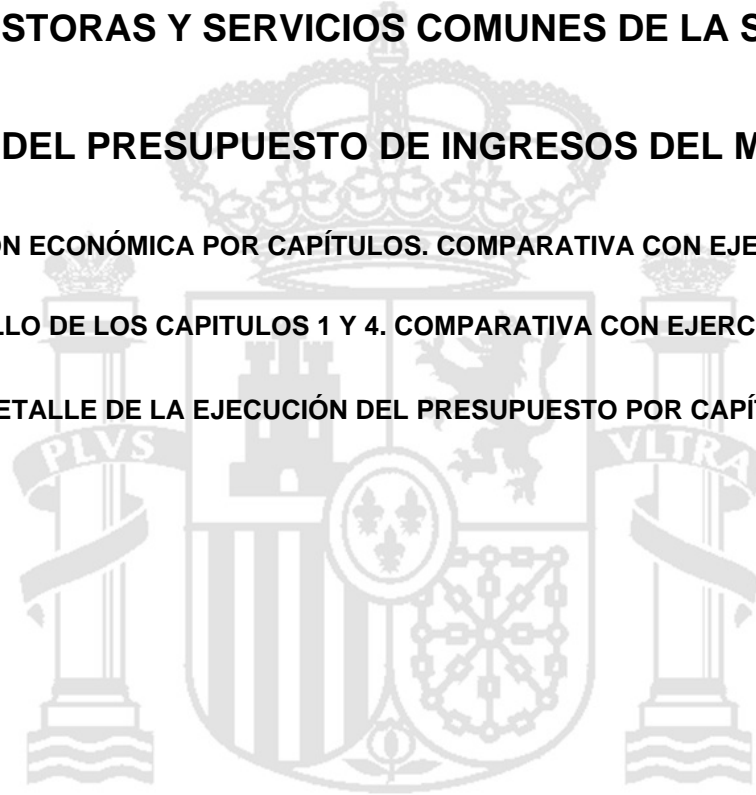 STORAS Y SERVICIOS COMUNES DE LA S
DEL PRESUPUESTO DE INGRESOS DEL M
ÓN ECONÓMICA POR CAPÍTULOS. COMPARATIVA CON EJE
LLO DE LOS CAPITULOS 1 Y 4. COMPARATIVA CON EJERC
ETALLE DE LA EJECUCIÓN DEL PRESUPUESTO POR CAPÍ
PLVS
VLTRA